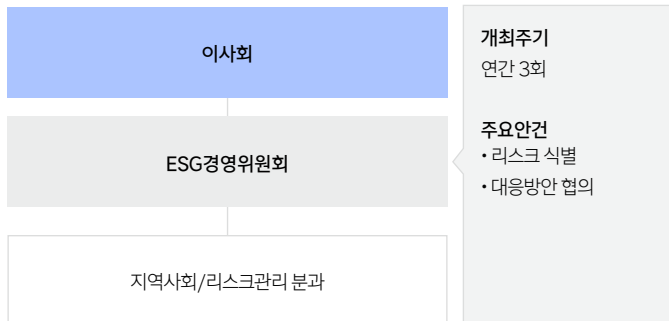 이사회
ESG경영위원회
지역사회/리스크관리 분과
개최주기
연간 3회
주요안건
• 리스크 식별
• 대응방안 협의